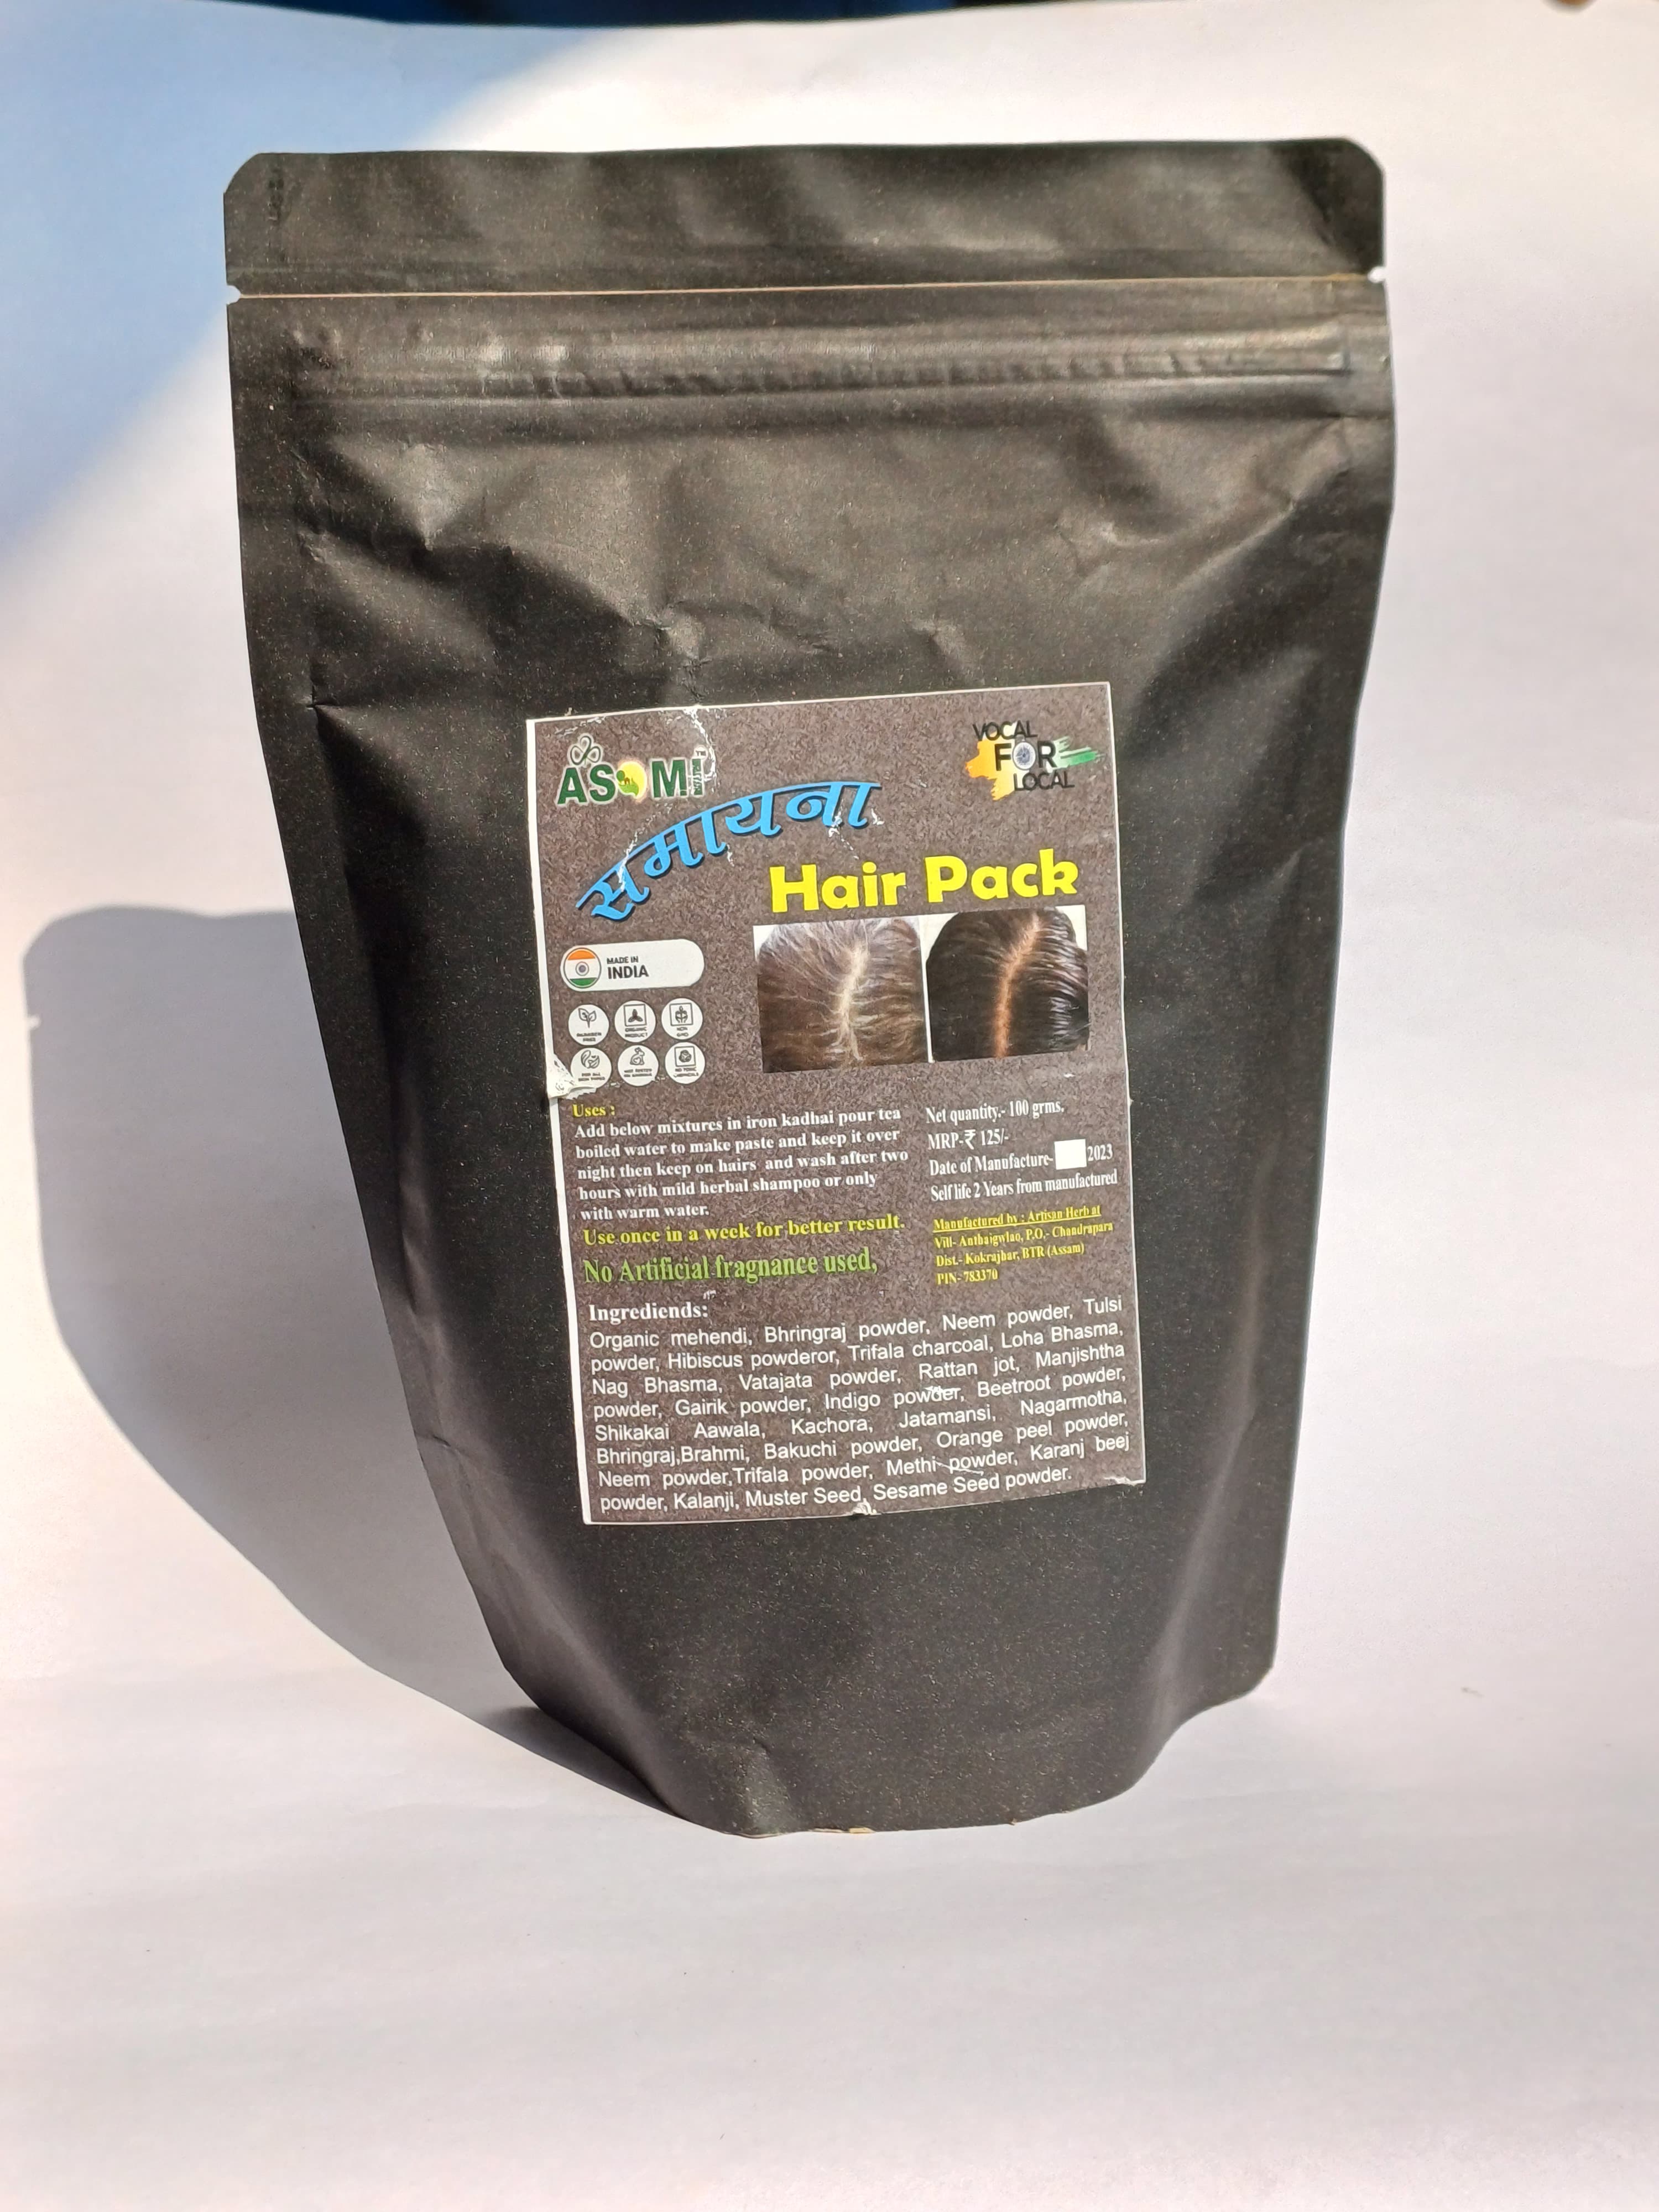 ASOMI
TM
VOCAL
FOR
LOCAL
समायना
Hair Pack
MADE IN
INDIA
Uses :
Add below mixtures in iron kadhai pour tea
boiled water to make paste and keep it over
night then keep on hairs and wash after two
hours with mild herbal shampoo or only
with warm water.
Use once in a week for better result.
No Artificial fragnance used,
Net quantity.- 100 grms.
MRP-₹ 125/-
Date of Manufacture- 2023
Self life 2 Years from manufactured
Manufactured by : Artisan Herb at
Vill- Anthaigwlao, P.O.- Chandrapara
Dist.- Kokrajhar, BTR (Assam)
PIN- 783370
Ingrediends:
Organic mehendi, Bhringraj powder, Neem powder, Tulsi
powder, Hibiscus powderor, Trifala charcoal, Loha Bhasma,
Nag Bhasma, Vatajata powder, Rattan jot, Manjishtha
powder, Gairik powder, Indigo powder, Beetroot powder,
Shikakai Aawala, Kachora, Jatamansi, Nagarmotha,
Bhringraj,Brahmi, Bakuchi powder, Orange peel powder,
Neem powder,Trifala powder, Methi powder, Karanj beej
powder, Kalanji, Muster Seed, Sesame Seed powder.